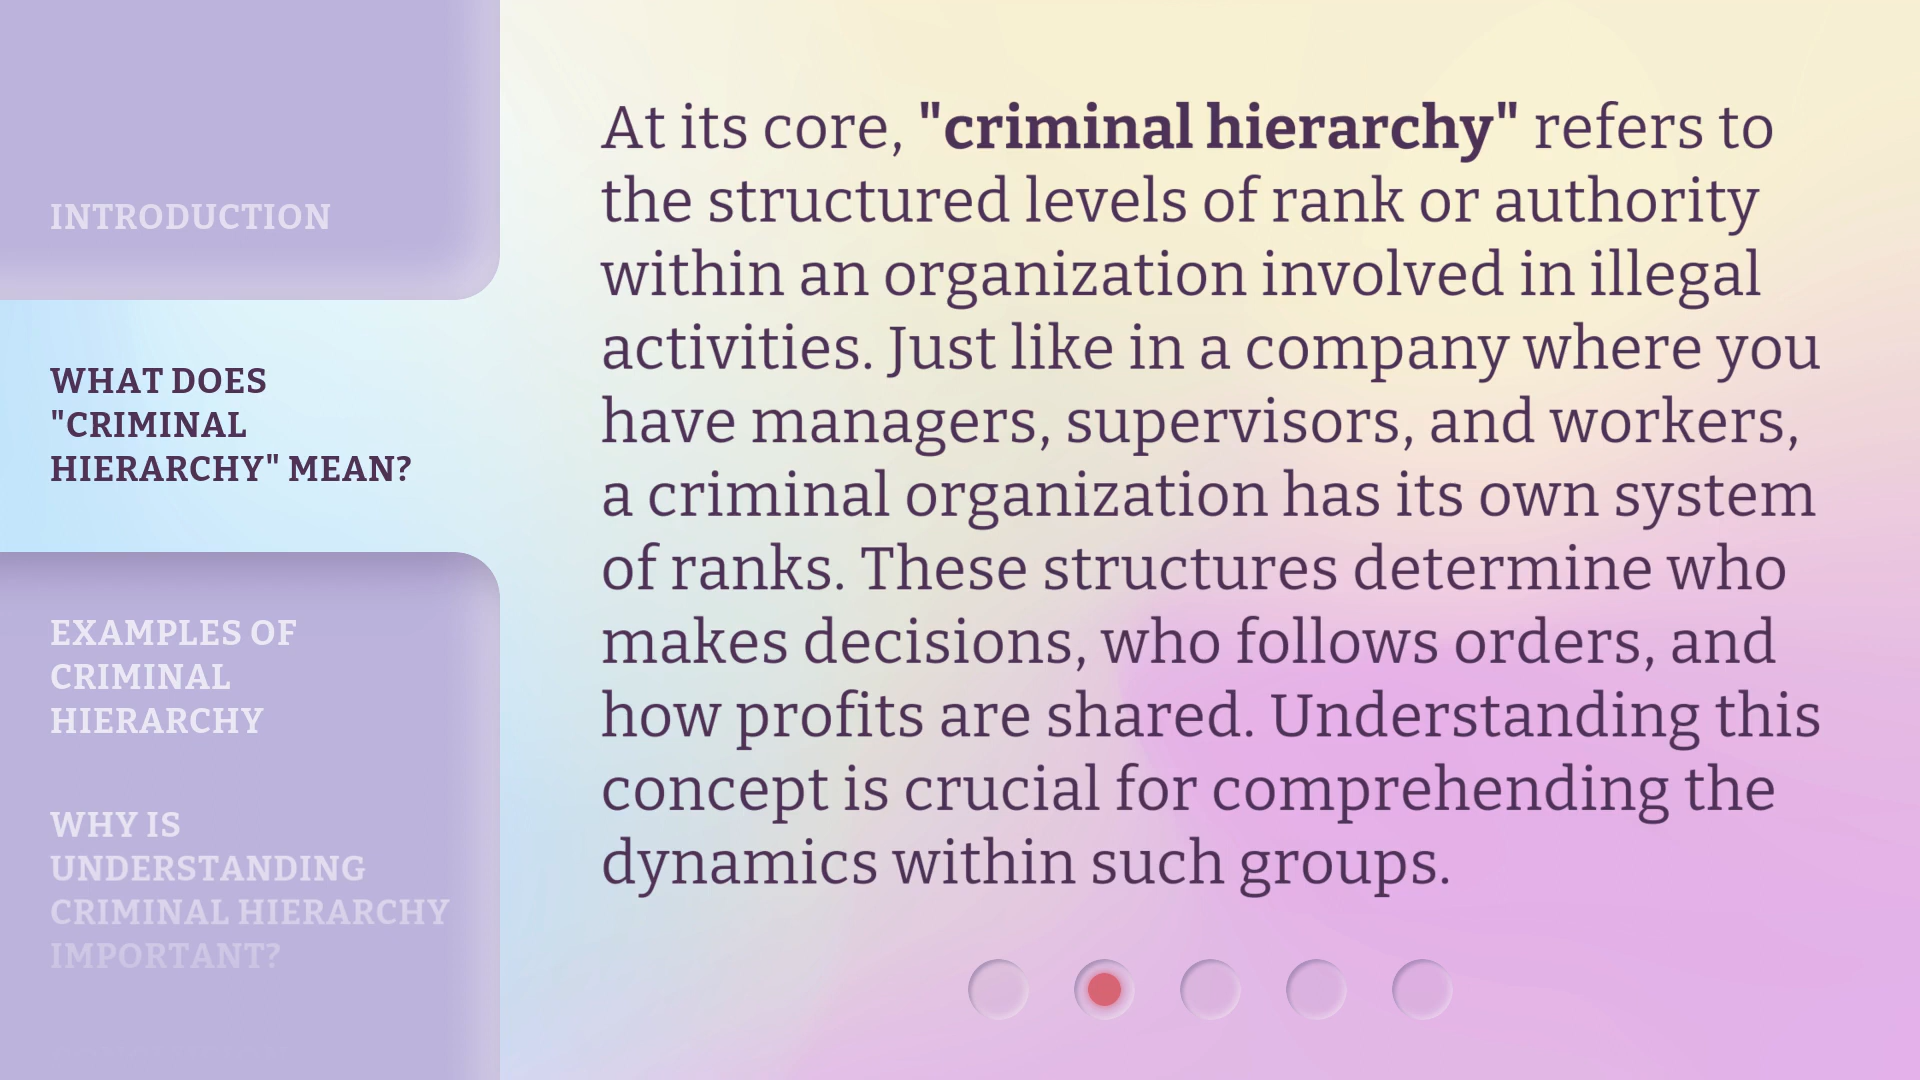 INTRODUCTION
WHAT DOES
"CRIMINAL
HIERARCHY" MEAN?
EXAMPLES OF
CRIMINAL
HIERARCHY
WHY IS
UNDERSTANDING
CRIMINAL HIERARCHY
IMPORTANT?
At its core, "criminal hierarchy" refers to
the structured levels of rank or authority
within an organization involved in illegal
activities. Just like in a company where you
have managers, supervisors, and workers,
a criminal organization has its own system
of ranks. These structures determine who
makes decisions, who follows orders, and
how profits are shared. Understanding this
concept is crucial for comprehending the
dynamics within such groups.